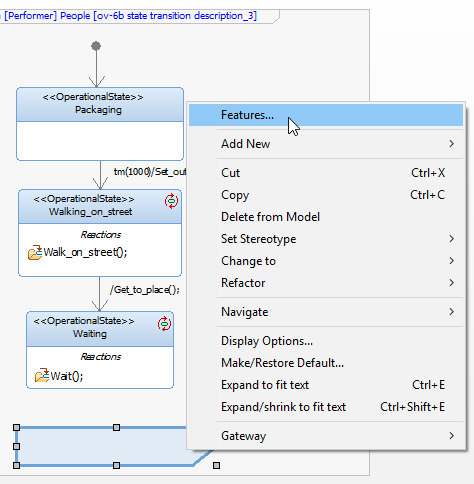 [Performer] People [ov-6b state transition description_3]
<<OperationalState>>
Packaging
tm(1000)/Set_ou
<<OperationalState>>
Walking_on_street
Reactions
Walk_on_street();
/Get_to_place();
<<OperationalState>>
Waiting
Reactions
Wait();
Features...
Add New
Cut Ctrl+X
Copy Ctrl+C
Delete from Model
Set Stereotype
Change to
Refactor
Navigate
Display Options...
Make/Restore Default...
Expand to fit text Ctrl+E
Expand/shrink to fit text Ctrl+Shift+E
Gateway